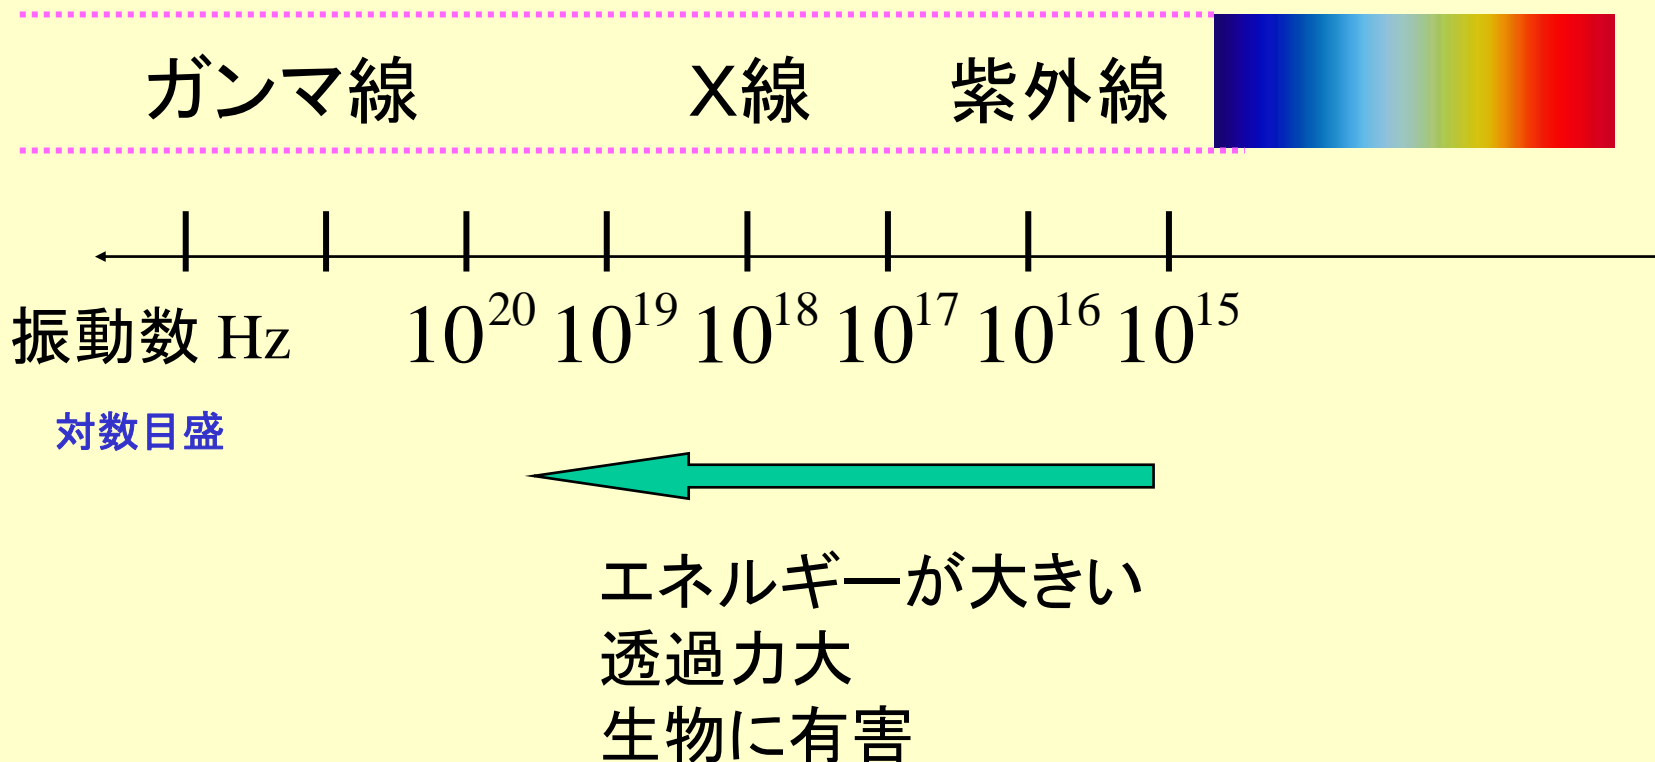 ガンマ線 X線 紫外線
振動数 Hz 10^20 10^19 10^18 10^17 10^16 10^15
対数目盛
エネルギーが大きい
透過力大
生物に有害